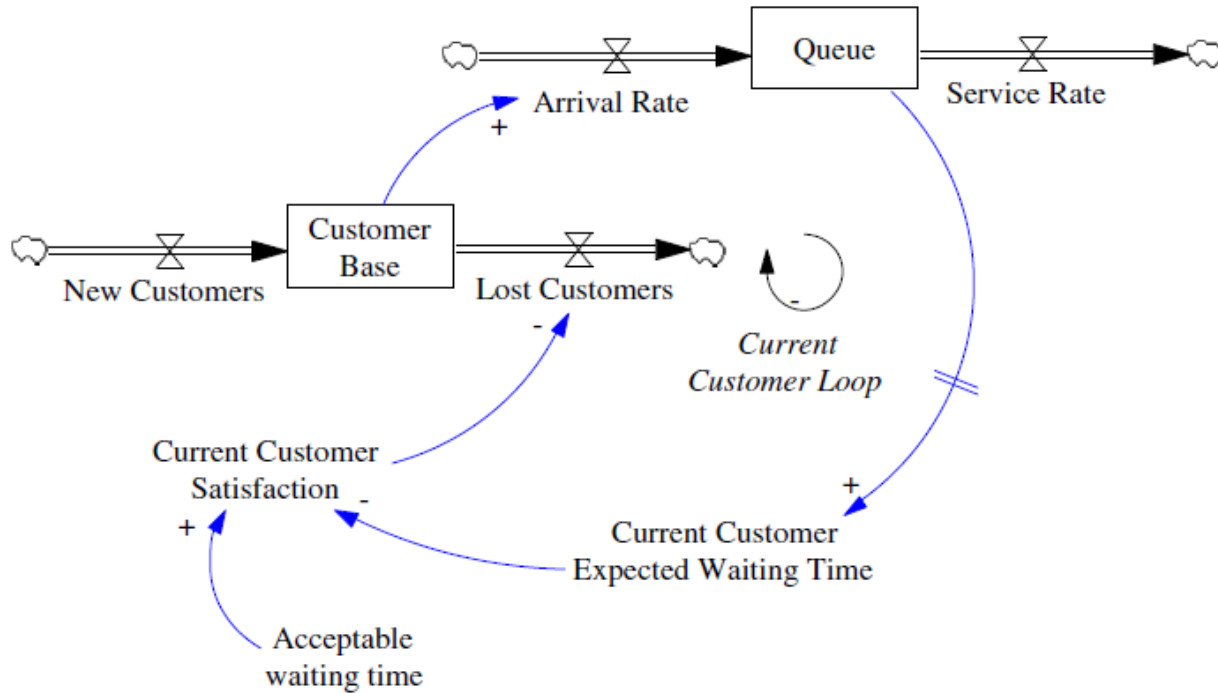 Queue
Arrival Rate
Service Rate
+
Customer
Base
New Customers
Lost Customers
-
-
Current
Customer Loop
Current Customer
Satisfaction
-
+
+
Current Customer
Expected Waiting Time
Acceptable
waiting time